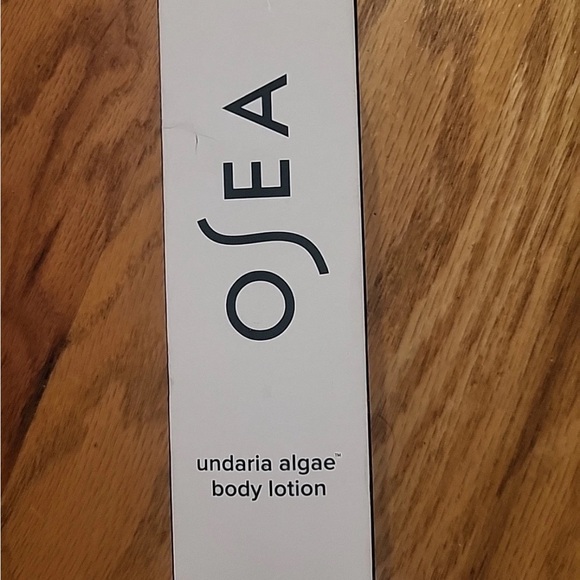 OSEA
undaria algae™
body lotion